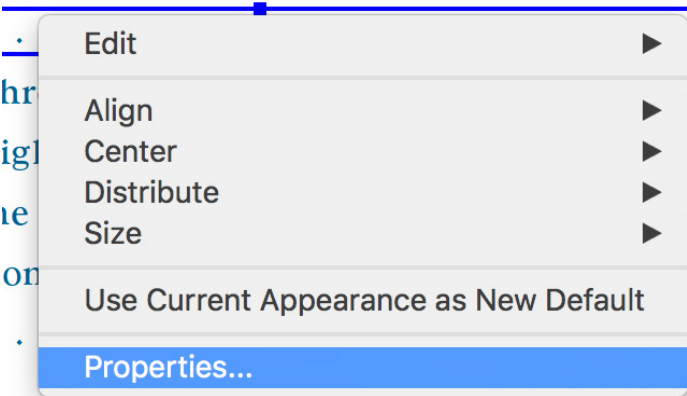 Edit
Align
Center
Distribute
Size
Use Current Appearance as New Default
Properties...